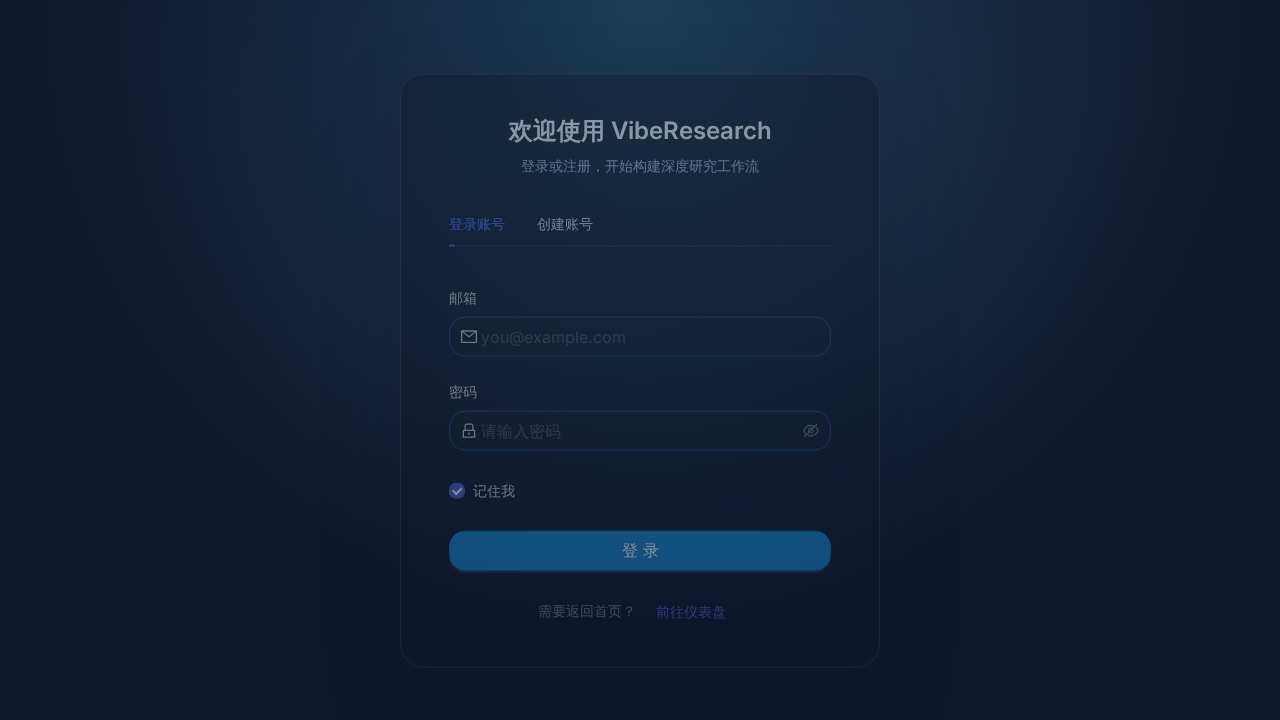 欢迎使用 VibeResearch
登录或注册，开始构建深度研究工作流
登录账号 创建账号
邮箱
you@example.com
密码
请输入密码
记住我
登 录
需要返回首页？ 前往仪表盘